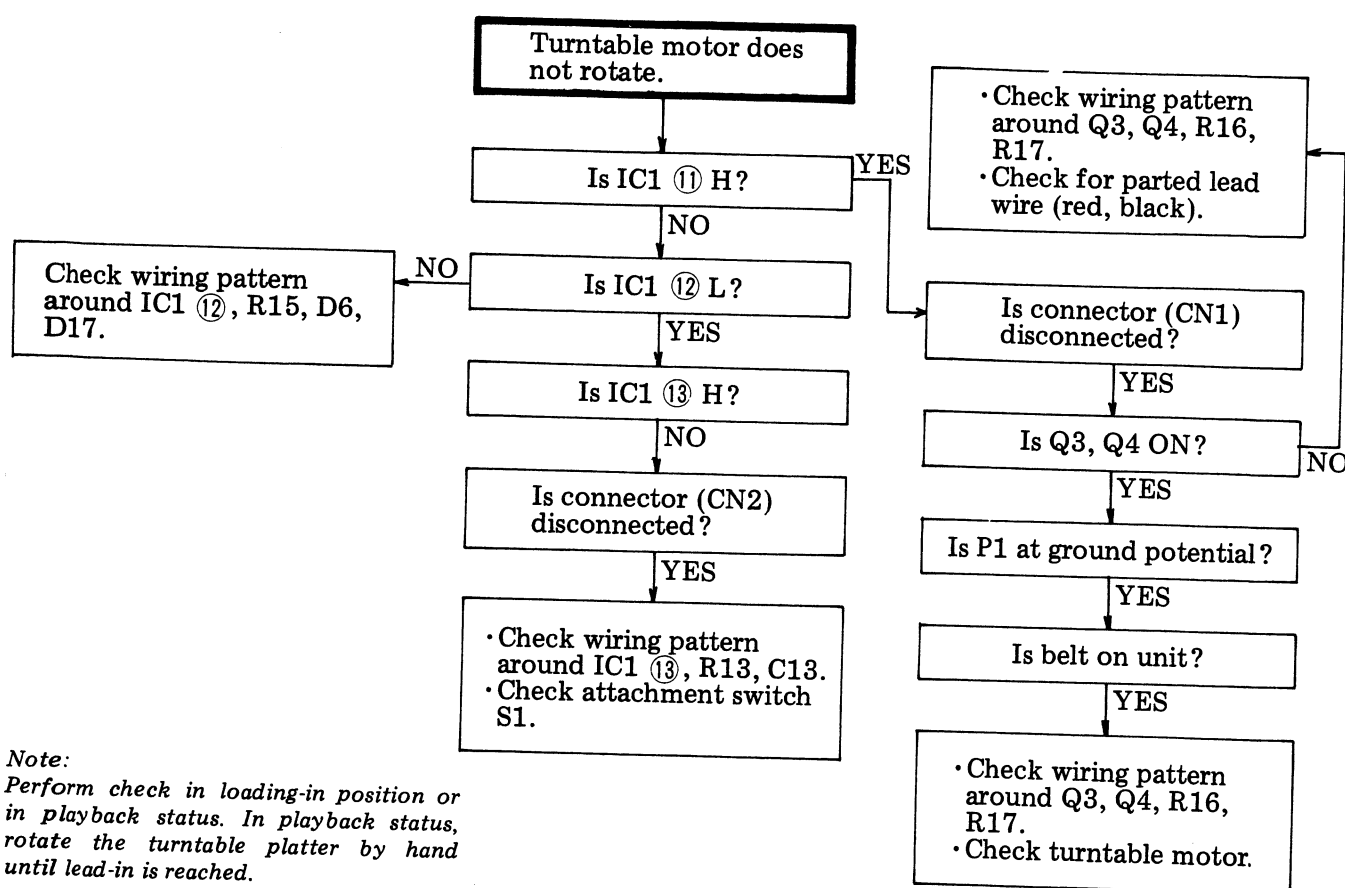 Turntable motor does
not rotate.
Is IC1 ⑪ H?
YES
NO
Is IC1 ⑫ L?
NO
Check wiring pattern
around IC1 ⑫, R15, D6,
D17.
YES
Is IC1 ⑬ H?
NO
Is connector (CN2)
disconnected?
YES
·Check wiring pattern
around IC1 ⑬, R13, C13.
·Check attachment switch
S1.
·Check wiring pattern
around Q3, Q4, R16,
R17.
·Check for parted lead
wire (red, black).
Is connector (CN1)
disconnected?
YES
Is Q3, Q4 ON?
NO
YES
Is P1 at ground potential?
YES
Is belt on unit?
YES
·Check wiring pattern
around Q3, Q4, R16,
R17.
·Check turntable motor.
Note:
Perform check in loading-in position or
in playback status. In playback status,
rotate the turntable platter by hand
until lead-in is reached.